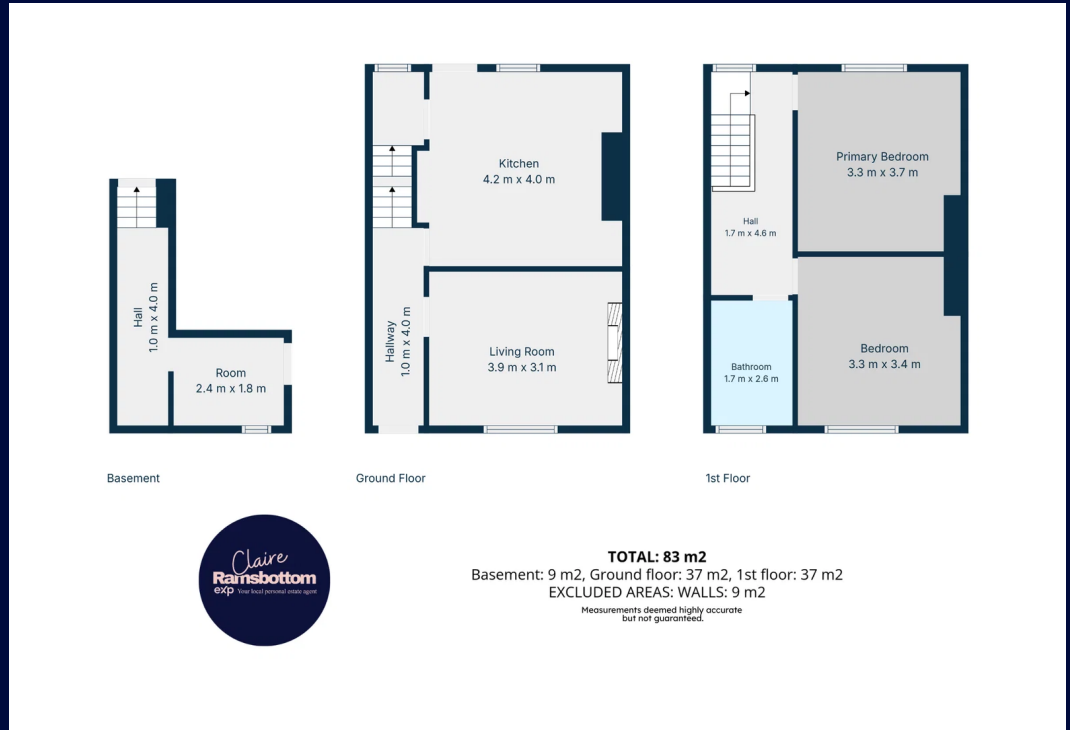 Kitchen
4.2 m x 4.0 m
Primary Bedroom
3.3 m x 3.7 m
Hall
1.7 m x 4.6 m
Hall
1.0 m x 4.0 m
Hallway
1.0 m x 4.0 m
Room
2.4 m x 1.8 m
Living Room
3.9 m x 3.1 m
Bathroom
1.7 m x 2.6 m
Bedroom
3.3 m x 3.4 m
Basement
Ground Floor
1st Floor
Claire
Ramsbottom
exp Your local personal estate agent
TOTAL: 83 m2
Basement: 9 m2, Ground floor: 37 m2, 1st floor: 37 m2
EXCLUDED AREAS: WALLS: 9 m2
Measurements deemed highly accurate
but not guaranteed.